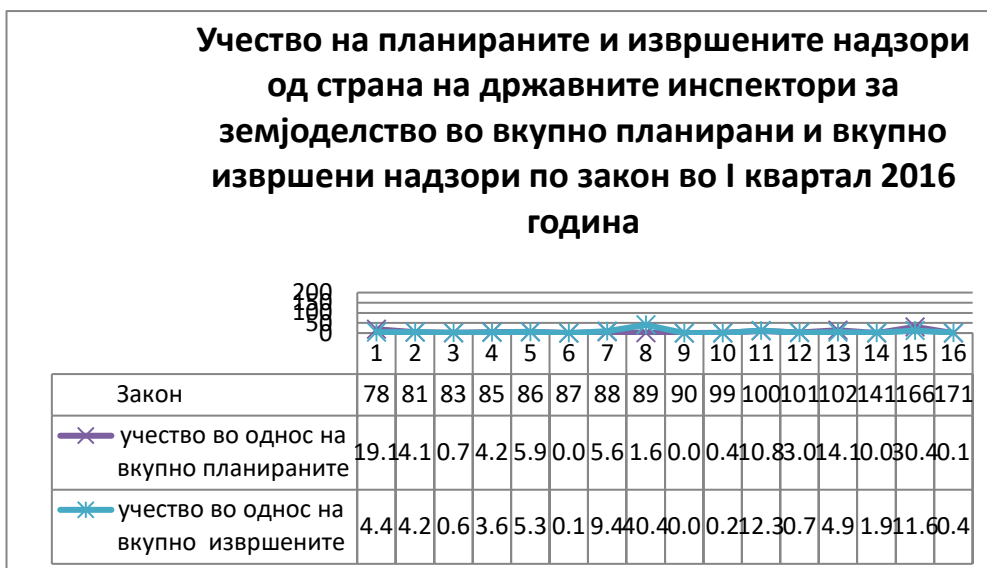 Учество на планираните и извршените надзори
од страна на државните инспектори за
земјоделство во вкупно планирани и вкупно
извршени надзори по закон во I квартал 2016
година
200
150
100
50
0
1 2 3 4 5 6 7 8 9 10 11 12 13 14 15 16
Закон 78 81 83 85 86 87 88 89 90 99 100 101 102 141 166 171
учество во однос на
вкупно планираните 19.1 4.1 0.7 4.2 5.9 0.0 5.6 1.6 0.0 0.4 10.8 3.0 14.1 0.0 30.4 0.1
учество во однос на
вкупно извршените 4.4 4.2 0.6 3.6 5.3 0.1 9.4 40.4 0.0 0.2 12.3 0.7 4.9 1.9 11.6 0.4